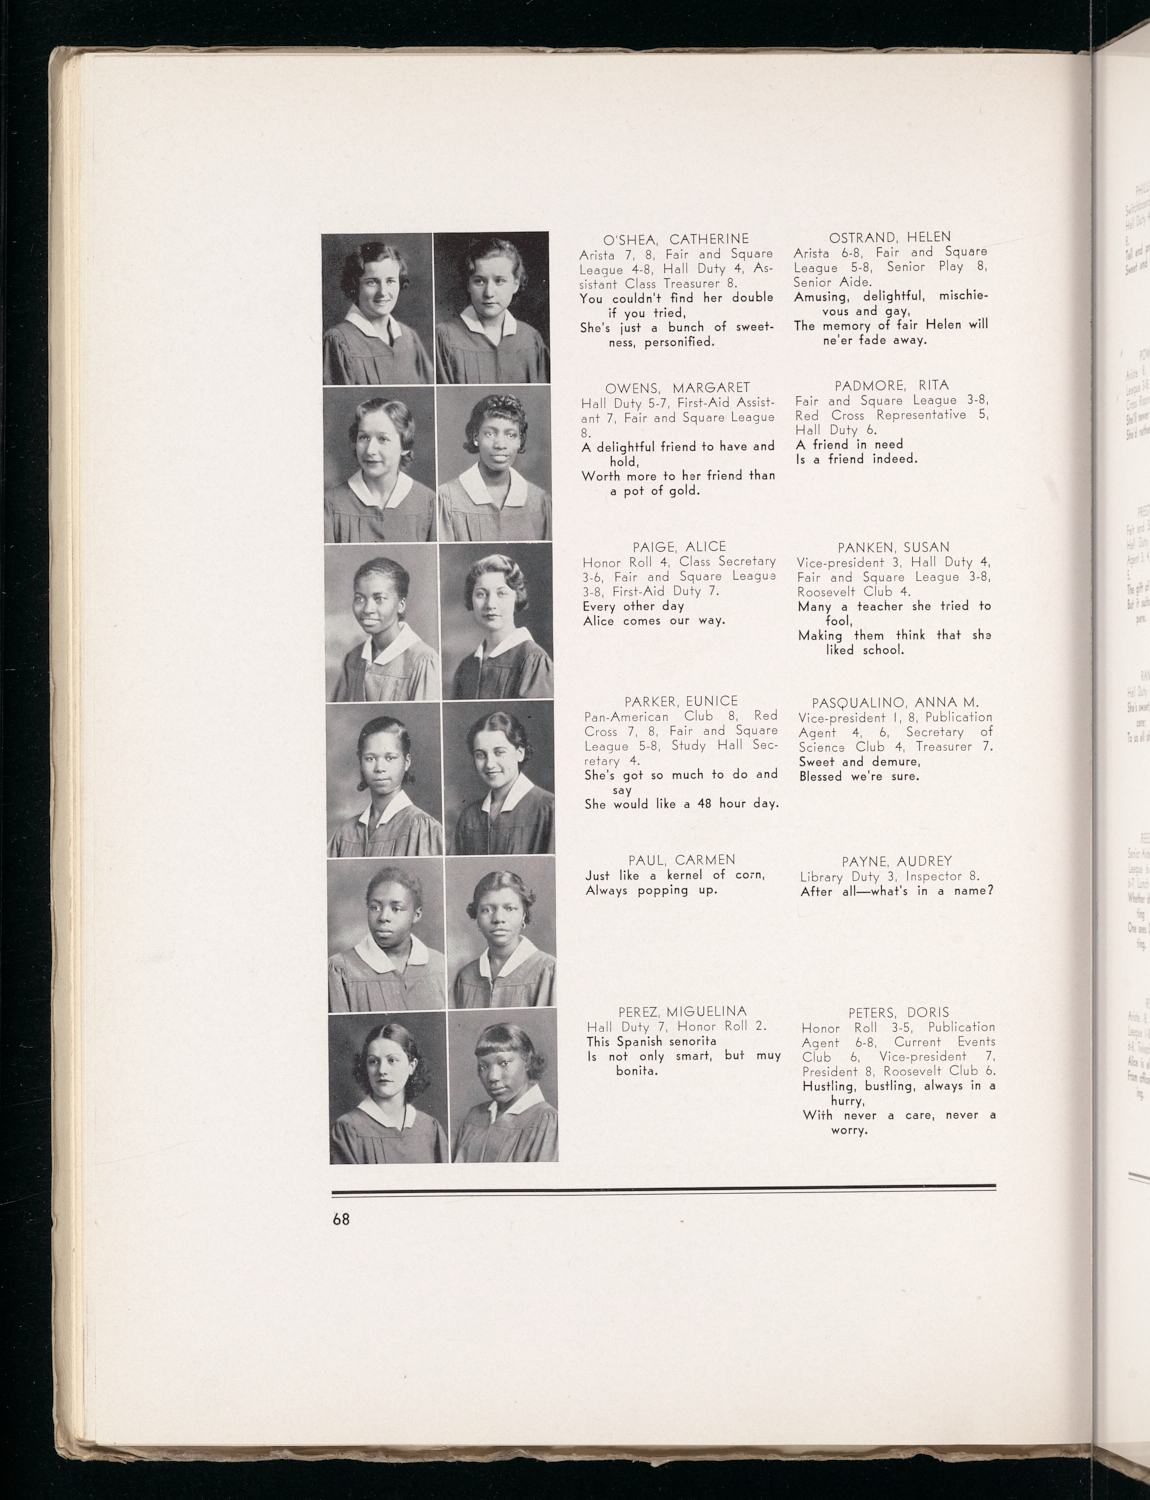 O'SHEA, CATHERINE
Arista 7, 8, Fair and Square
League 4-8, Hall Duty 4, As-
sistant Class Treasurer 8.
You couldn't find her double
if you tried,
She's just a bunch of sweet-
ness, personified.
OSTRAND, HELEN
Arista 6-8, Fair and Square
League 5-8, Senior Play 8,
Senior Aide.
Amusing, delightful, mischie-
vous and gay,
The memory of fair Helen will
ne'er fade away.
OWENS, MARGARET
Hall Duty 5-7, First-Aid Assist-
ant 7, Fair and Square League
8.
A delightful friend to have and
hold,
Worth more to her friend than
a pot of gold.
PADMORE, RITA
Fair and Square League 3-8,
Red Cross Representative 5,
Hall Duty 6.
A friend in need
Is a friend indeed.
PAIGE, ALICE
Honor Roll 4, Class Secretary
3-6, Fair and Square League
3-8, First-Aid Duty 7.
Every other day
Alice comes our way.
PANKEN, SUSAN
Vice-president 3, Hall Duty 4,
Fair and Square League 3-8,
Roosevelt Club 4.
Many a teacher she tried to
fool,
Making them think that she
liked school.
PARKER, EUNICE
Pan-American Club 8, Red
Cross 7, 8, Fair and Square
League 5-8, Study Hall Sec-
retary 4.
She's got so much to do and
say
She would like a 48 hour day.
PASQUALINO, ANNA M.
Vice-president 1, 8, Publication
Agent 4, 6, Secretary of
Science Club 4, Treasurer 7.
Sweet and demure,
Blessed we're sure.
PAUL, CARMEN
Just like a kernel of corn,
Always popping up.
PAYNE, AUDREY
Library Duty 3, Inspector 8.
After all—what's in a name?
PEREZ, MIGUELINA
Hall Duty 7, Honor Roll 2.
This Spanish senorita
Is not only smart, but muy
bonita.
PETERS, DORIS
Honor Roll 3-5, Publication
Agent 6-8, Current Events
Club 6, Vice-president 7,
President 8, Roosevelt Club 6.
Hustling, bustling, always in a
hurry,
With never a care, never a
worry.
68